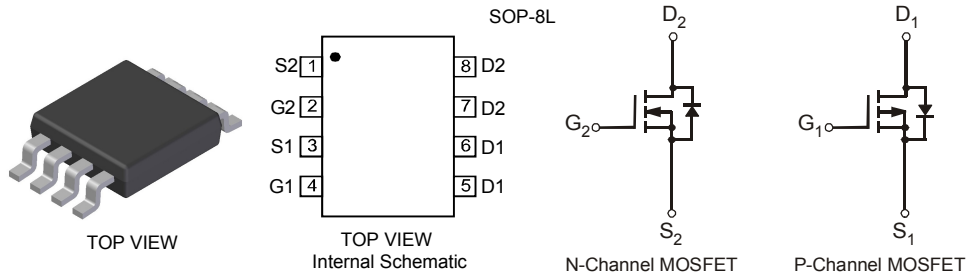 SOP-8L
S2 1
8 D2
G2 2
7 D2
S1 3
6 D1
G1 4
5 D1
TOP VIEW
TOP VIEW
Internal Schematic
D2
G2
S2
N-Channel MOSFET
D1
G1
S1
P-Channel MOSFET